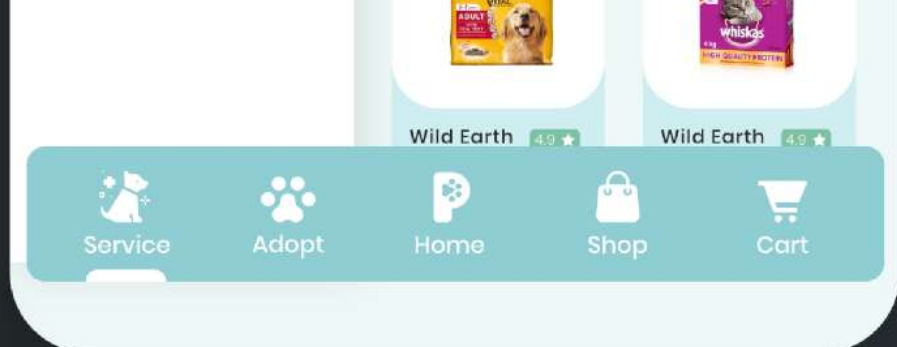 ADULT
whiskas
HIGH QUALITY PROTEIN
Wild Earth 4.9 Wild Earth 4.9
Service Adopt Home Shop Cart